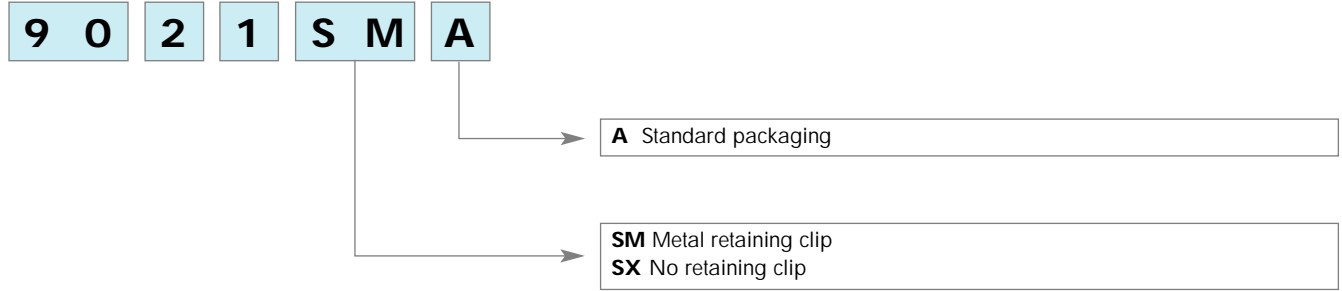 9 0 2 1 S M A
A Standard packaging
SM Metal retaining clip
SX No retaining clip